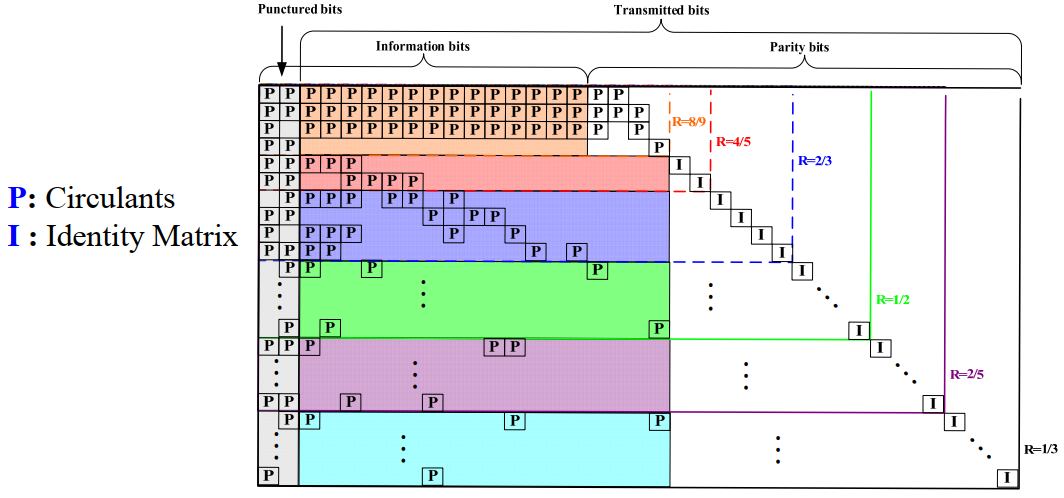 Punctured bits
Transmitted bits
Information bits
Parity bits
P P P P P P P P P P P P P P P P P P
P P P P P P P P P P P P P P P P P P P
P P P P P P P P P P P P P P P P P
R=8/9
P P P
R=4/5
P P P P P I
R=2/3
P P P P P P I
P: Circulants
P P P P P P P I
P P P P P I
I : Identity Matrix
P P P P P P P I
P P P P P P I
P P P P I
R=1/2
P P P I
P P P P P I
R=2/5
P P P P I
P P P P I
R=1/3
P P I